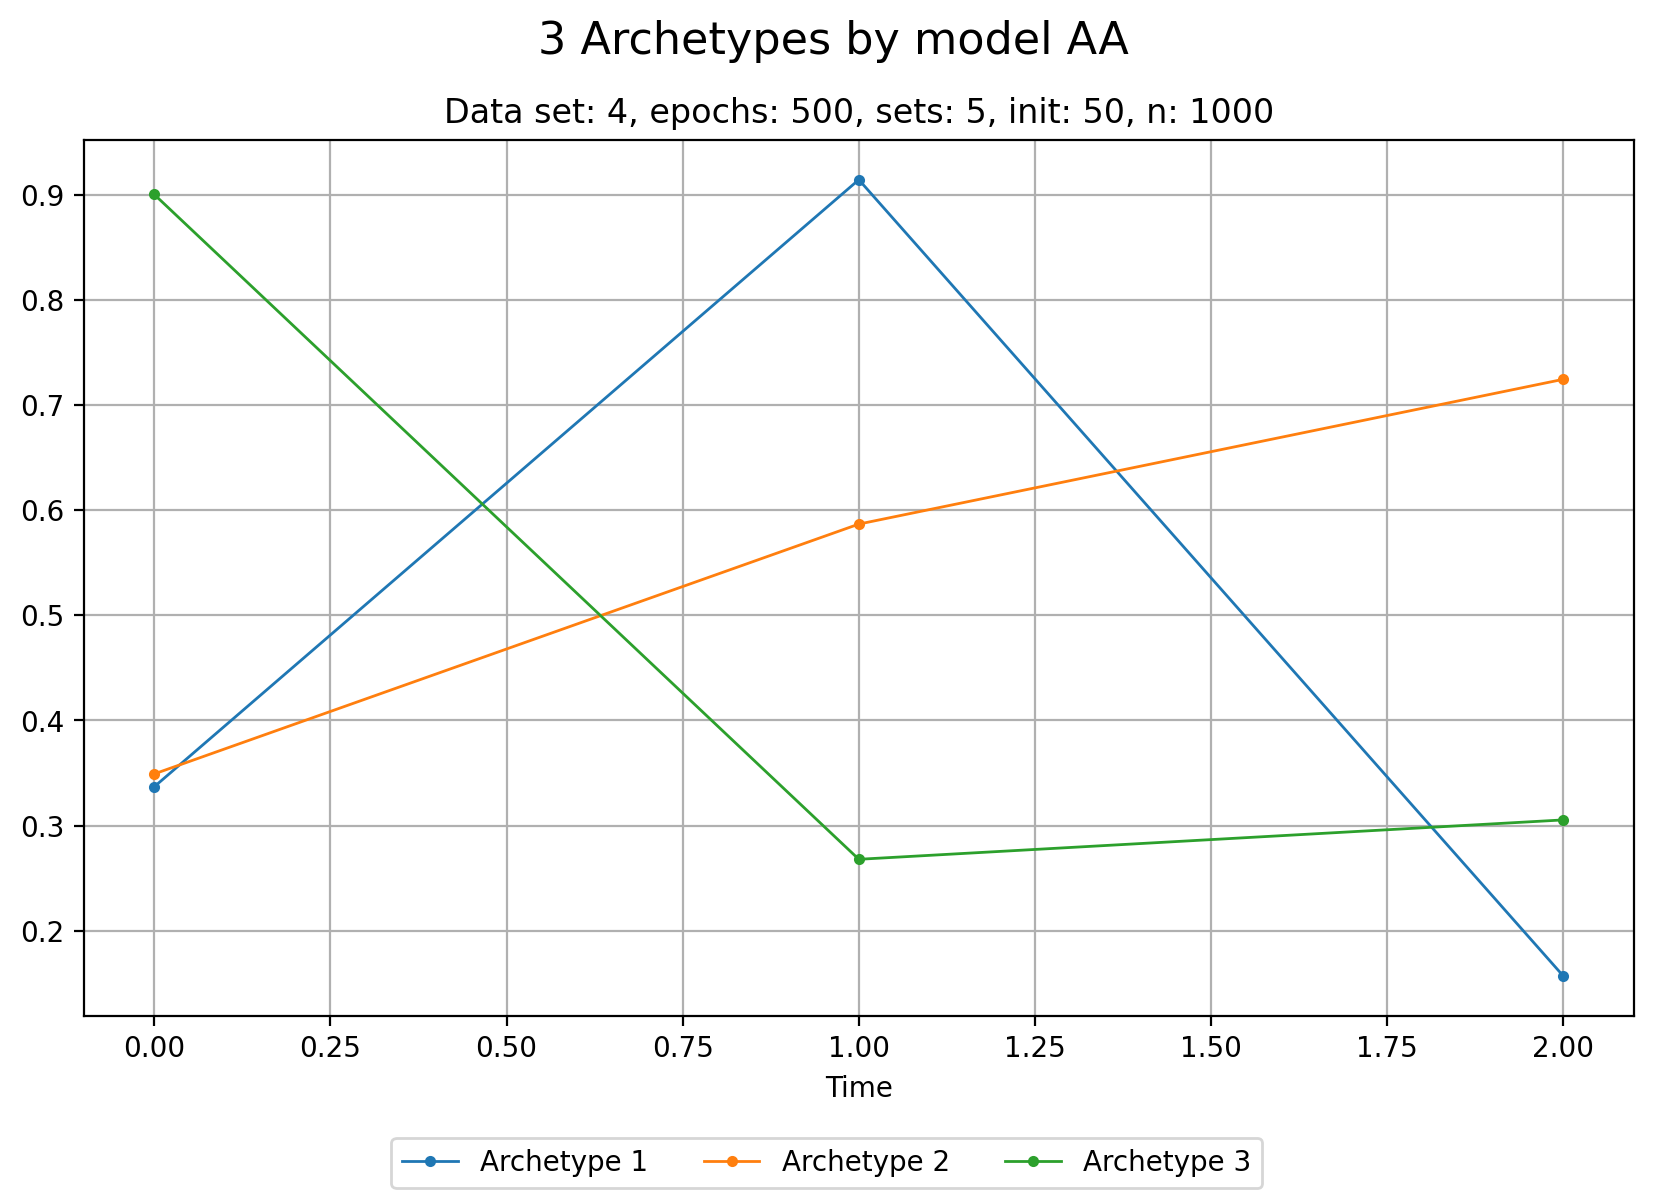 3 Archetypes by model AA
Data set: 4, epochs: 500, sets: 5, init: 50, n: 1000
0.9
0.8
0.7
0.6
0.5
0.4
0.3
0.2
0.00 0.25 0.50 0.75 1.00 1.25 1.50 1.75 2.00
Time
Archetype 1 Archetype 2 Archetype 3